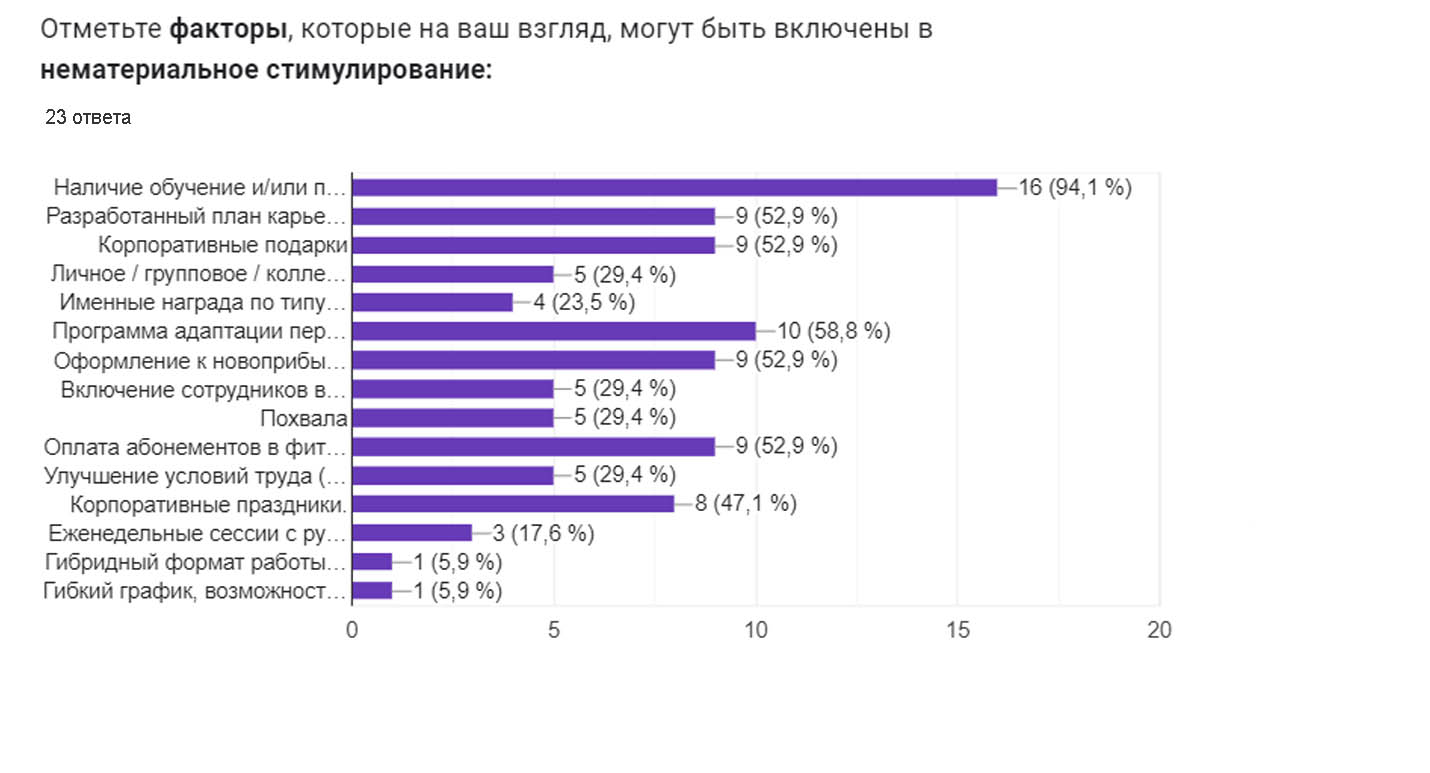 Отметьте факторы, которые на ваш взгляд, могут быть включены в
нематериальное стимулирование:
23 ответа
Наличие обучение и/или п… 16 (94,1 %)
Разработанный план карье… 9 (52,9 %)
Корпоративные подарки 9 (52,9 %)
Личное / групповое / колле… 5 (29,4 %)
Именные награда по типу… 4 (23,5 %)
Программа адаптации пер… 10 (58,8 %)
Оформление к новоприбы… 9 (52,9 %)
Включение сотрудников в… 5 (29,4 %)
Похвала 5 (29,4 %)
Оплата абонементов в фит… 9 (52,9 %)
Улучшение условий труда (… 5 (29,4 %)
Корпоративные праздники. 8 (47,1 %)
Еженедельные сессии с ру… 3 (17,6 %)
Гибридный формат работы… 1 (5,9 %)
Гибкий график, возможност… 1 (5,9 %)
0 5 10 15 20